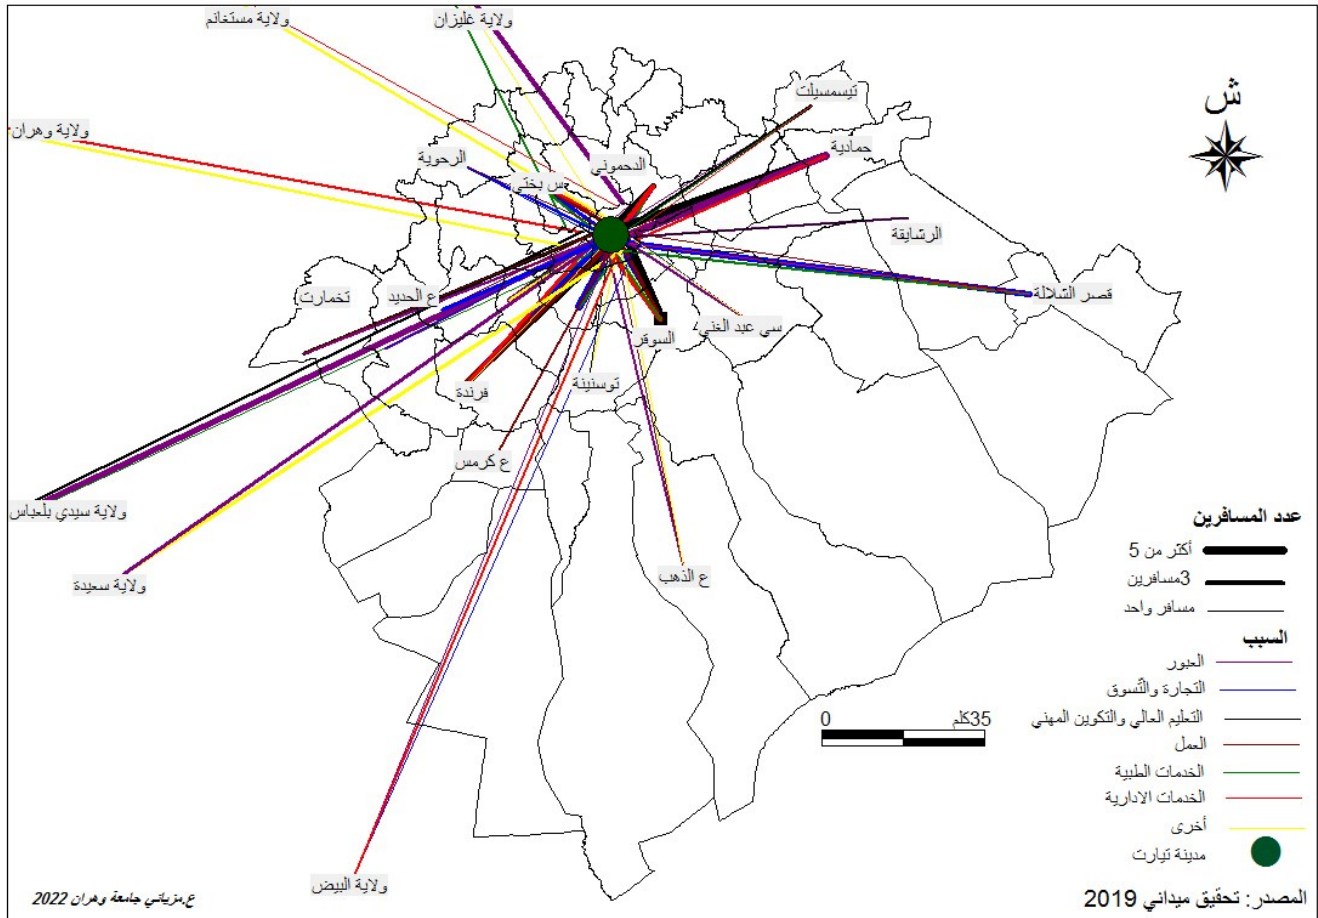 ولاية مستغانم
ولاية غليزان
ش
تيسمسيلت
ولاية وهران
حمادية
الرحوية
الدحموني
س بختي
الرشايقة
تخمارت
ع الحديد
قصر الشلالة
سي عبد الغني
السوقر
فرندة
توسنينة
ع كرمس
ولاية سيدي بلعباس
ولاية سعيدة
ع الذهب
ولاية البيض
عدد المسافرين
أكثر من 5
3مسافرين
مسافر واحد
السبب
العبور
التجارة والتّسوق
التعليم العالي والتكوين المهني
العمل
الخدمات الطبية
الخدمات الادارية
أخرى
مدينة تيارت
0
35كلم
المصدر: تحقيق ميداني 2019
ع.مزياني جامعة وهران 2022